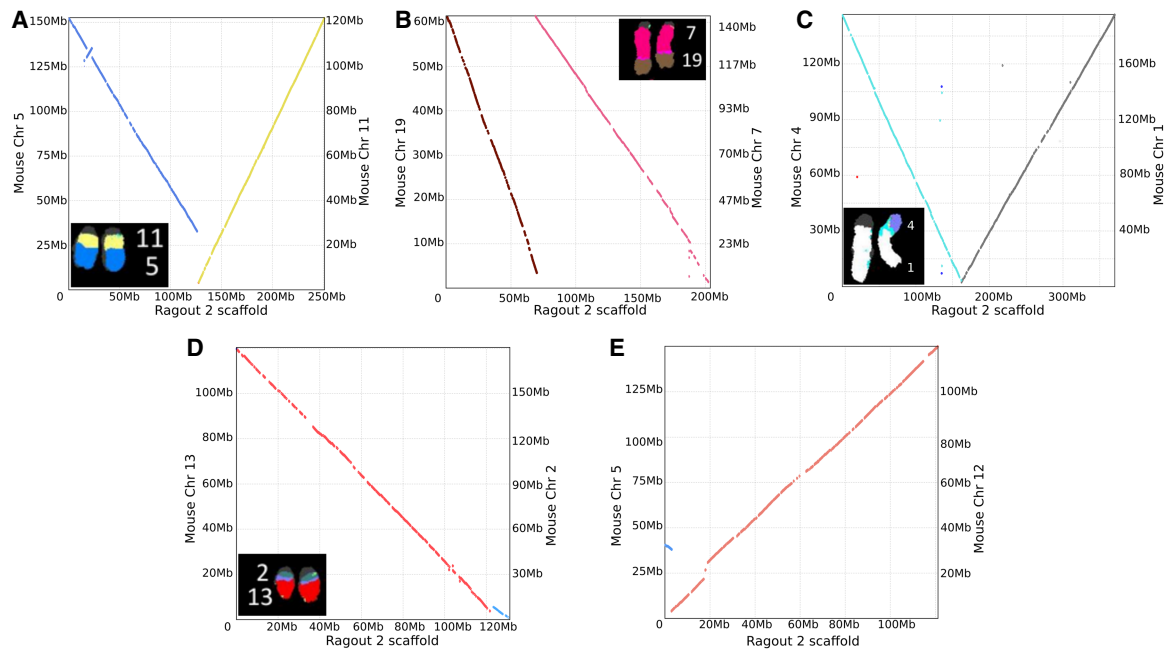 A
150Mb
125Mb
100Mb
75Mb
50Mb
25Mb
0
Mouse Chr 5
120Mb
100Mb
80Mb
60Mb
40Mb
20Mb
Mouse Chr 11
11
5
50Mb 100Mb 150Mb 200Mb 250Mb
Ragout 2 scaffold
B
60Mb
50Mb
40Mb
30Mb
20Mb
10Mb
0
Mouse Chr 19
140Mb
117Mb
93Mb
70Mb
47Mb
23Mb
Mouse Chr 7
7
19
50Mb 100Mb 150Mb 200Mb
Ragout 2 scaffold
C
120Mb
90Mb
60Mb
30Mb
0
Mouse Chr 4
160Mb
120Mb
80Mb
40Mb
Mouse Chr 1
4
1
100Mb 200Mb 300Mb
Ragout 2 scaffold
D
100Mb
80Mb
60Mb
40Mb
20Mb
0
Mouse Chr 13
150Mb
120Mb
90Mb
60Mb
30Mb
Mouse Chr 2
2
13
20Mb 40Mb 60Mb 80Mb 100Mb 120Mb
Ragout 2 scaffold
E
125Mb
100Mb
75Mb
50Mb
25Mb
0
Mouse Chr 5
100Mb
80Mb
60Mb
40Mb
20Mb
Mouse Chr 12
20Mb 40Mb 60Mb 80Mb 100Mb
Ragout 2 scaffold